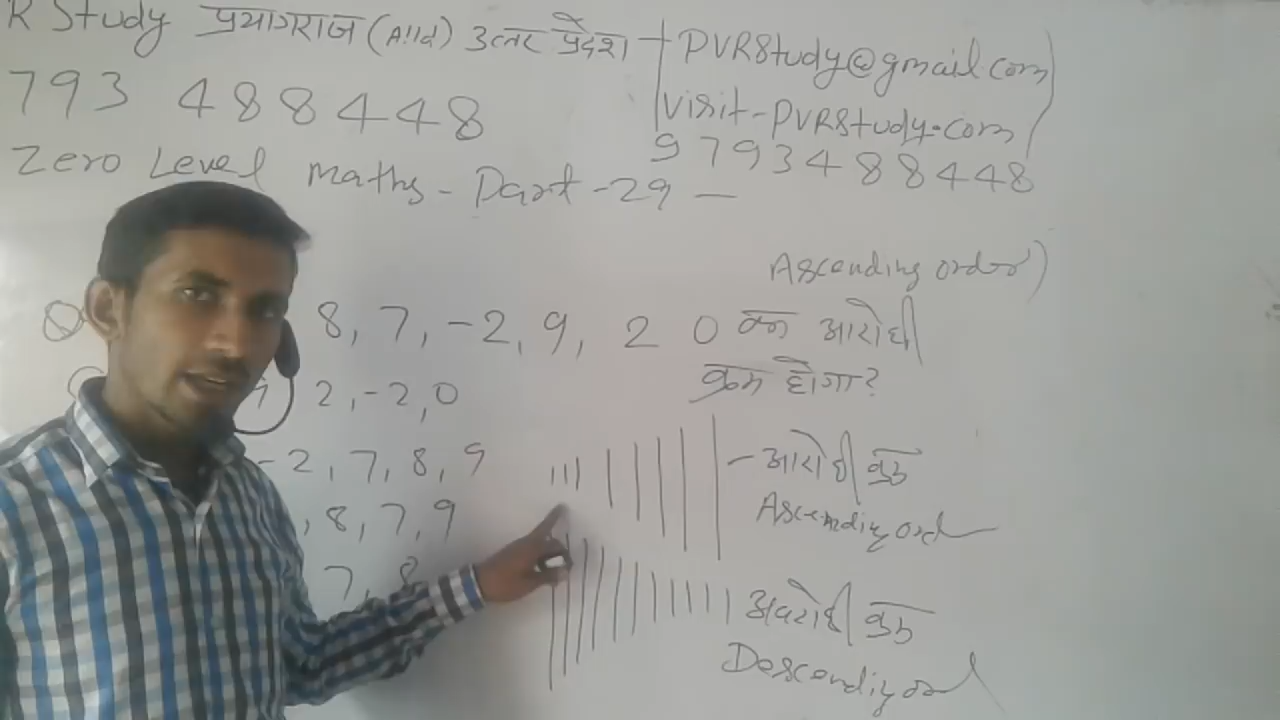 R Study प्रयागराज (Alld) उत्तर प्रदेश
793 488448
PVRStudy@gmail.com
Visit-PVRStudy.com
9793488448
Zero Level maths - Part -29 -
Ascending order)
8, 7, -2, 9, 2 0 का आरोही
क्रम होगा?
2, -2, 0
-2, 7, 8, 9
, 8, 7, 9
7, 8
- आरोही क्रम
Ascending ord
अवरोही क्रम
Descending ord